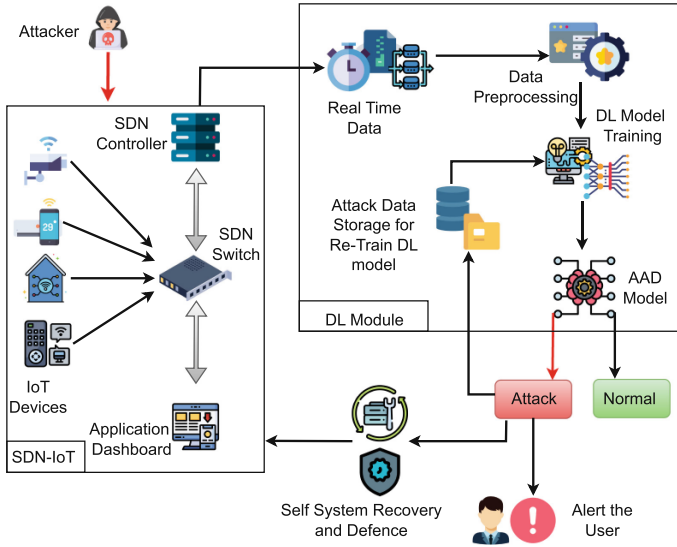 Attacker
SDN
Controller
SDN
Switch
29°
IoT
Devices
Application
Dashboard
SDN-IoT
Real Time
Data
Data
Preprocessing
DL Model
Training
Attack Data
Storage for
Re-Train DL
model
AAD
Model
DL Module
Attack
Normal
Self System Recovery
and Defence
Alert the
User